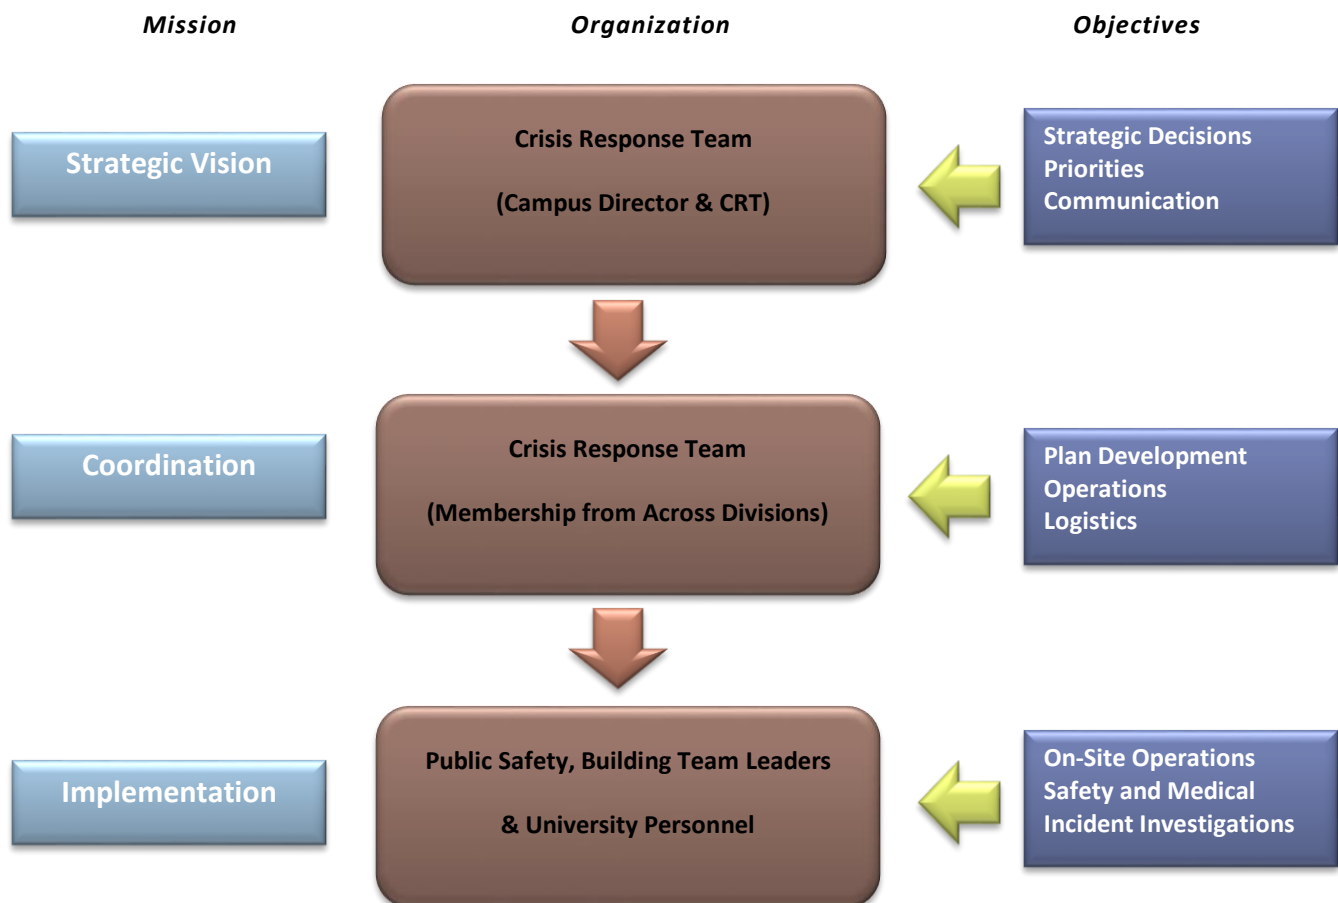 Mission Organization Objectives
Strategic Vision
Crisis Response Team
(Campus Director & CRT)
Strategic Decisions
Priorities
Communication
Coordination
Crisis Response Team
(Membership from Across Divisions)
Plan Development
Operations
Logistics
Implementation
Public Safety, Building Team Leaders
& University Personnel
On-Site Operations
Safety and Medical
Incident Investigations